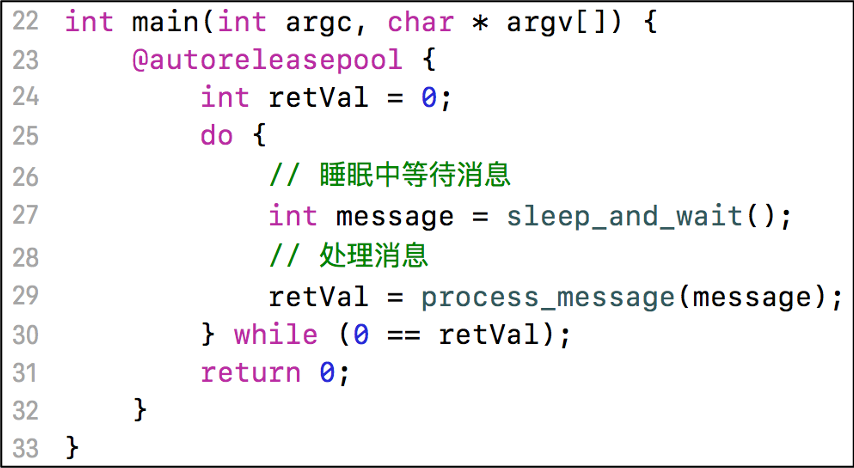 22 int main(int argc, char * argv[]) {
23     @autoreleasepool {
24         int retVal = 0;
25         do {
26             // 睡眠中等待消息
27             int message = sleep_and_wait();
28             // 处理消息
29             retVal = process_message(message);
30         } while (0 == retVal);
31         return 0;
32     }
33 }